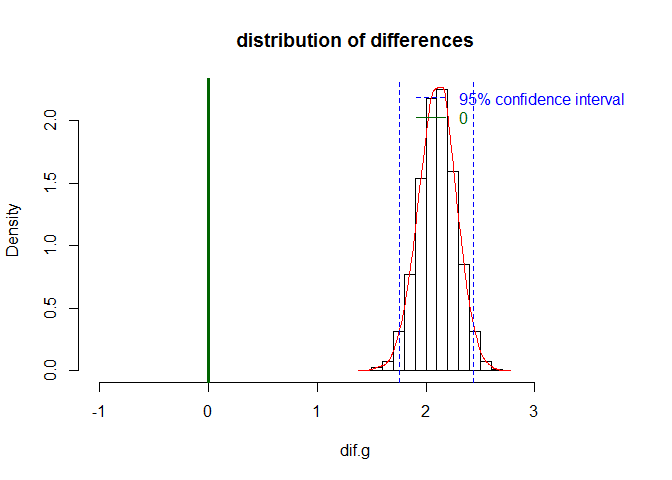 distribution of differences
95% confidence interval
0
Density
2.0
1.5
1.0
0.5
0.0
-1 0 1 2 3
dif.g